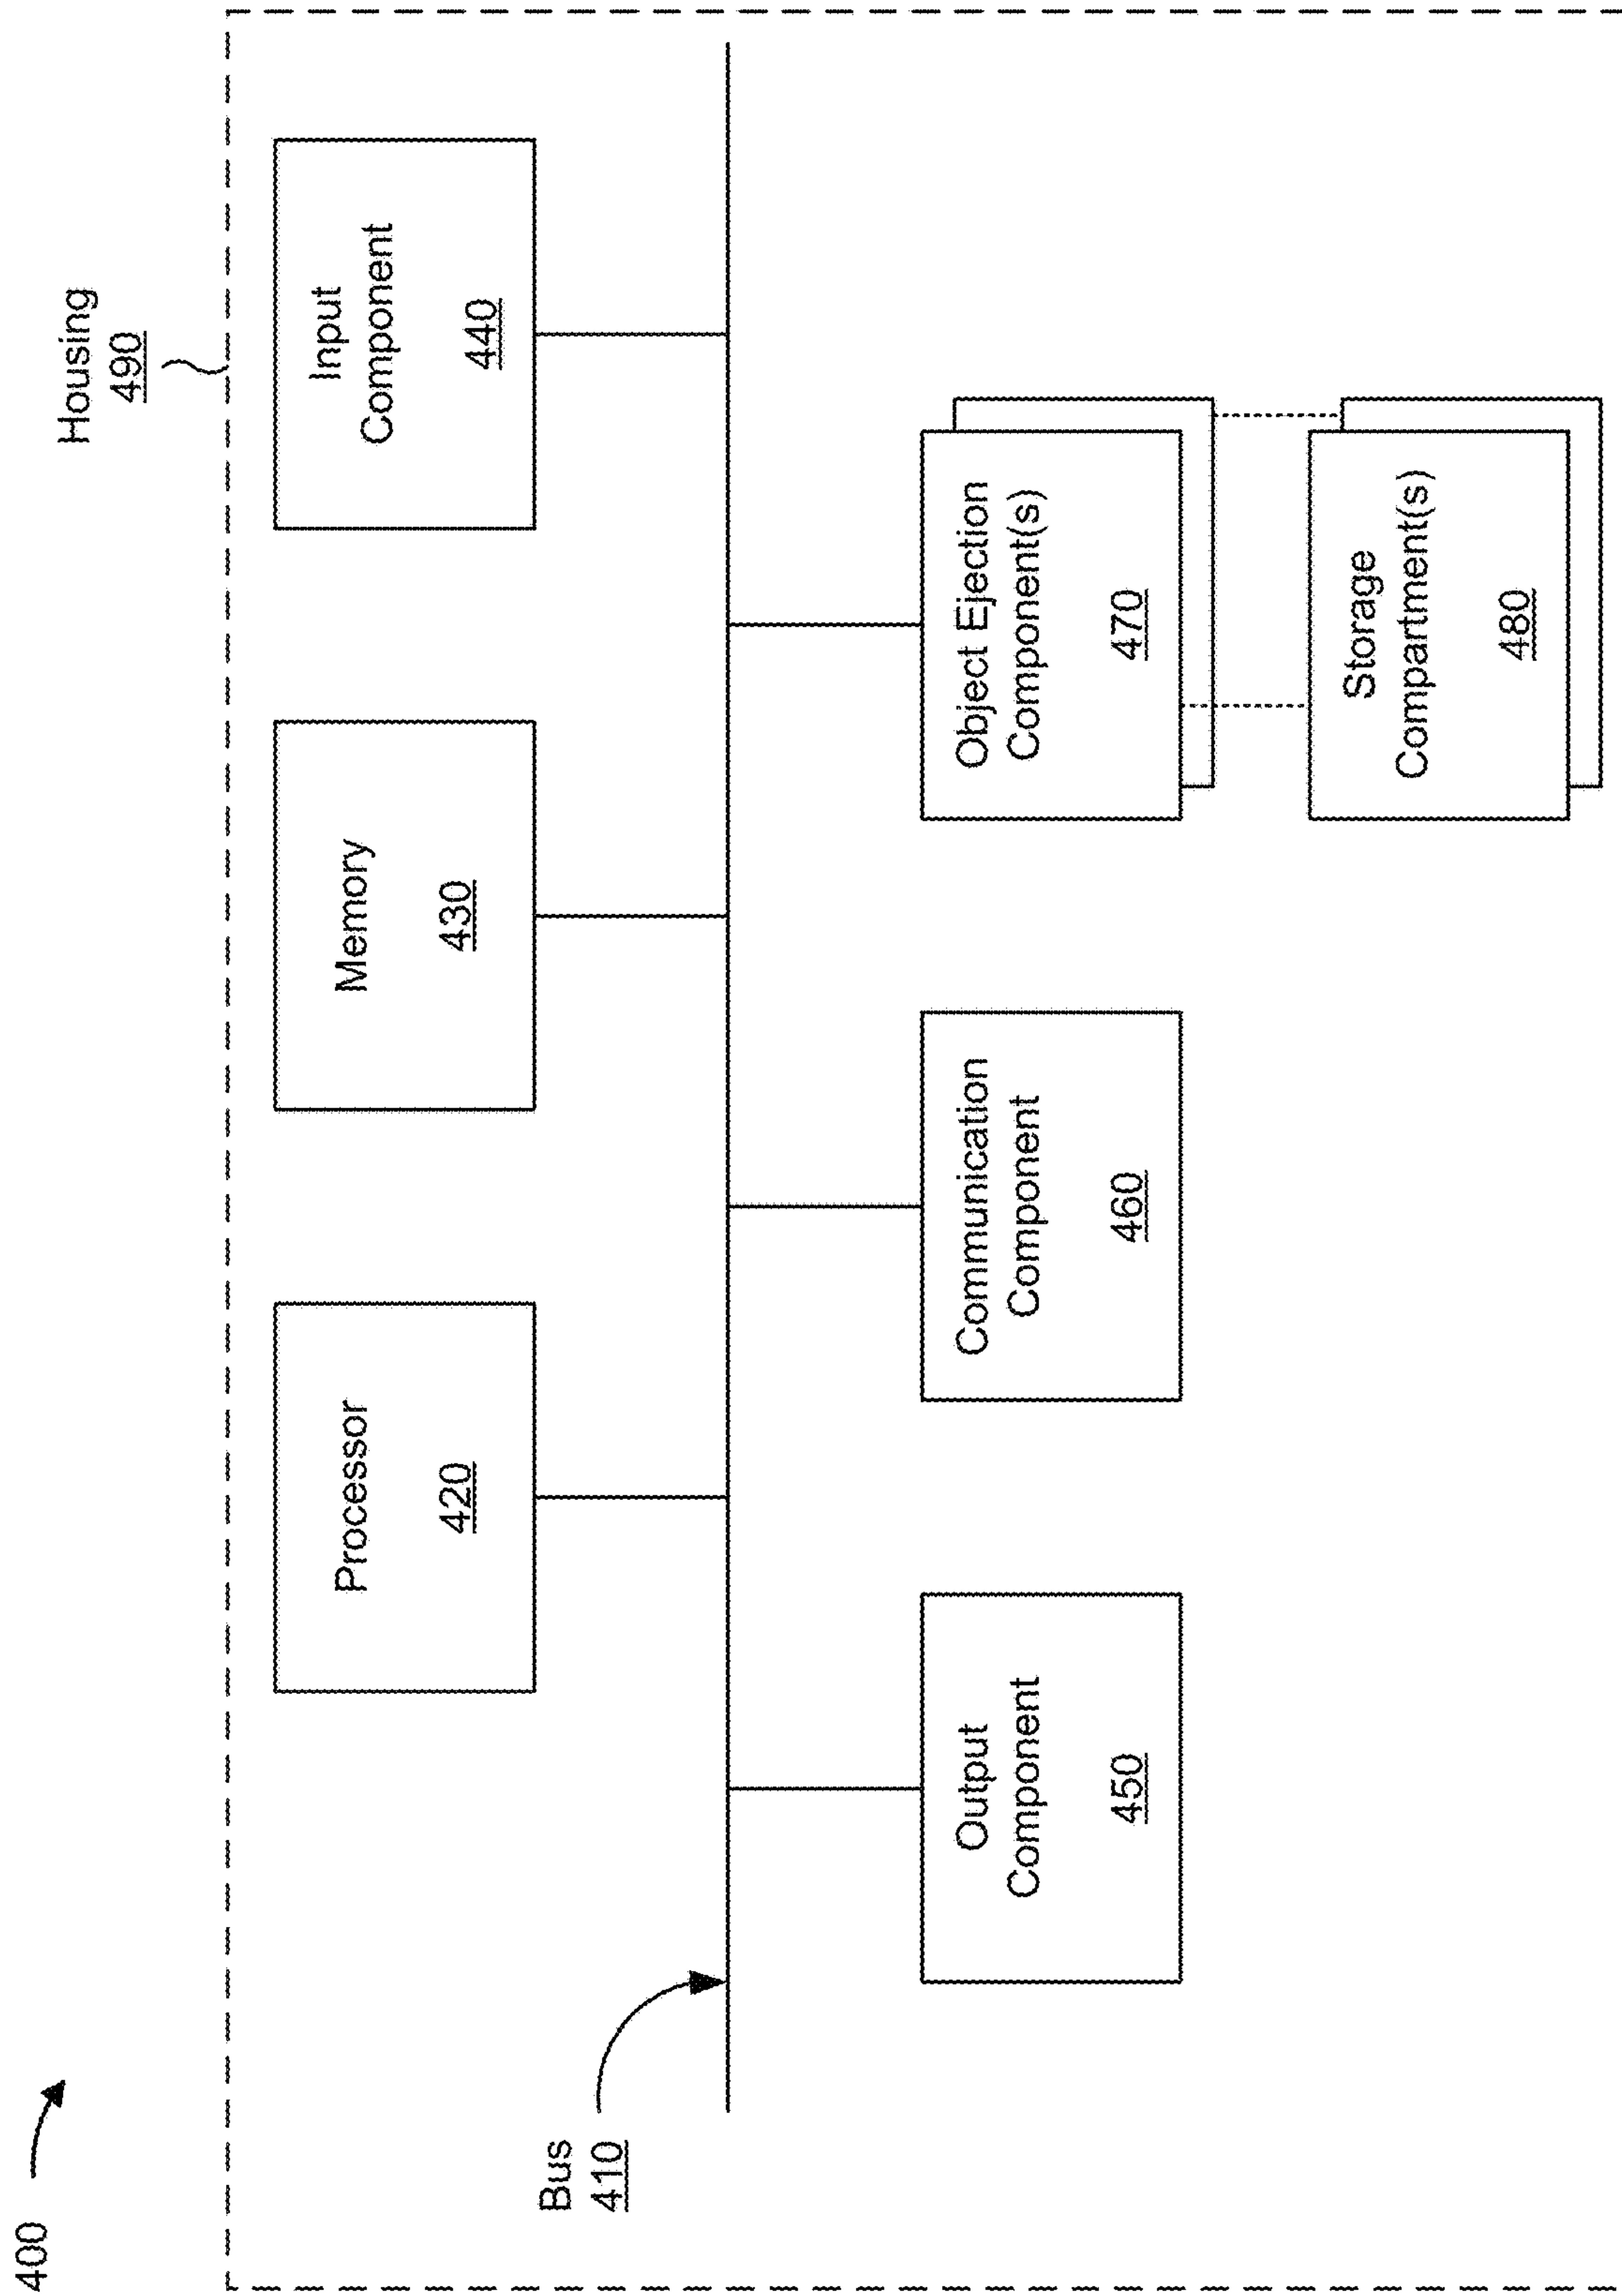 400
Housing
490
Processor
420
Memory
430
Input
Component
440
Bus
410
Output
Component
450
Communication
Component
460
Object Ejection
Component(s)
470
Storage
Compartment(s)
480